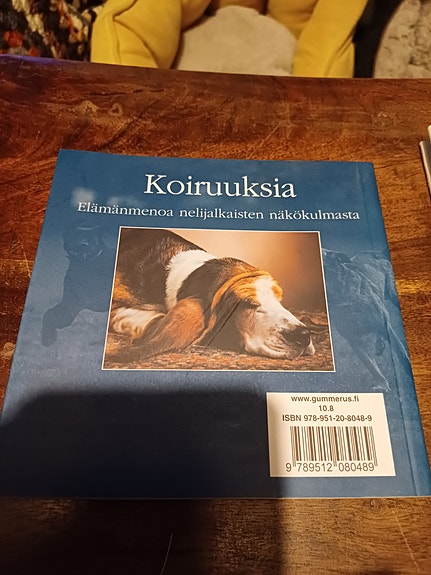 Koiruuksia
Elämänmenoa nelijalkaisten näkökulmasta
www.gummerus.fi
10.8
ISBN 978-951-20-8048-9
9 789512 080489